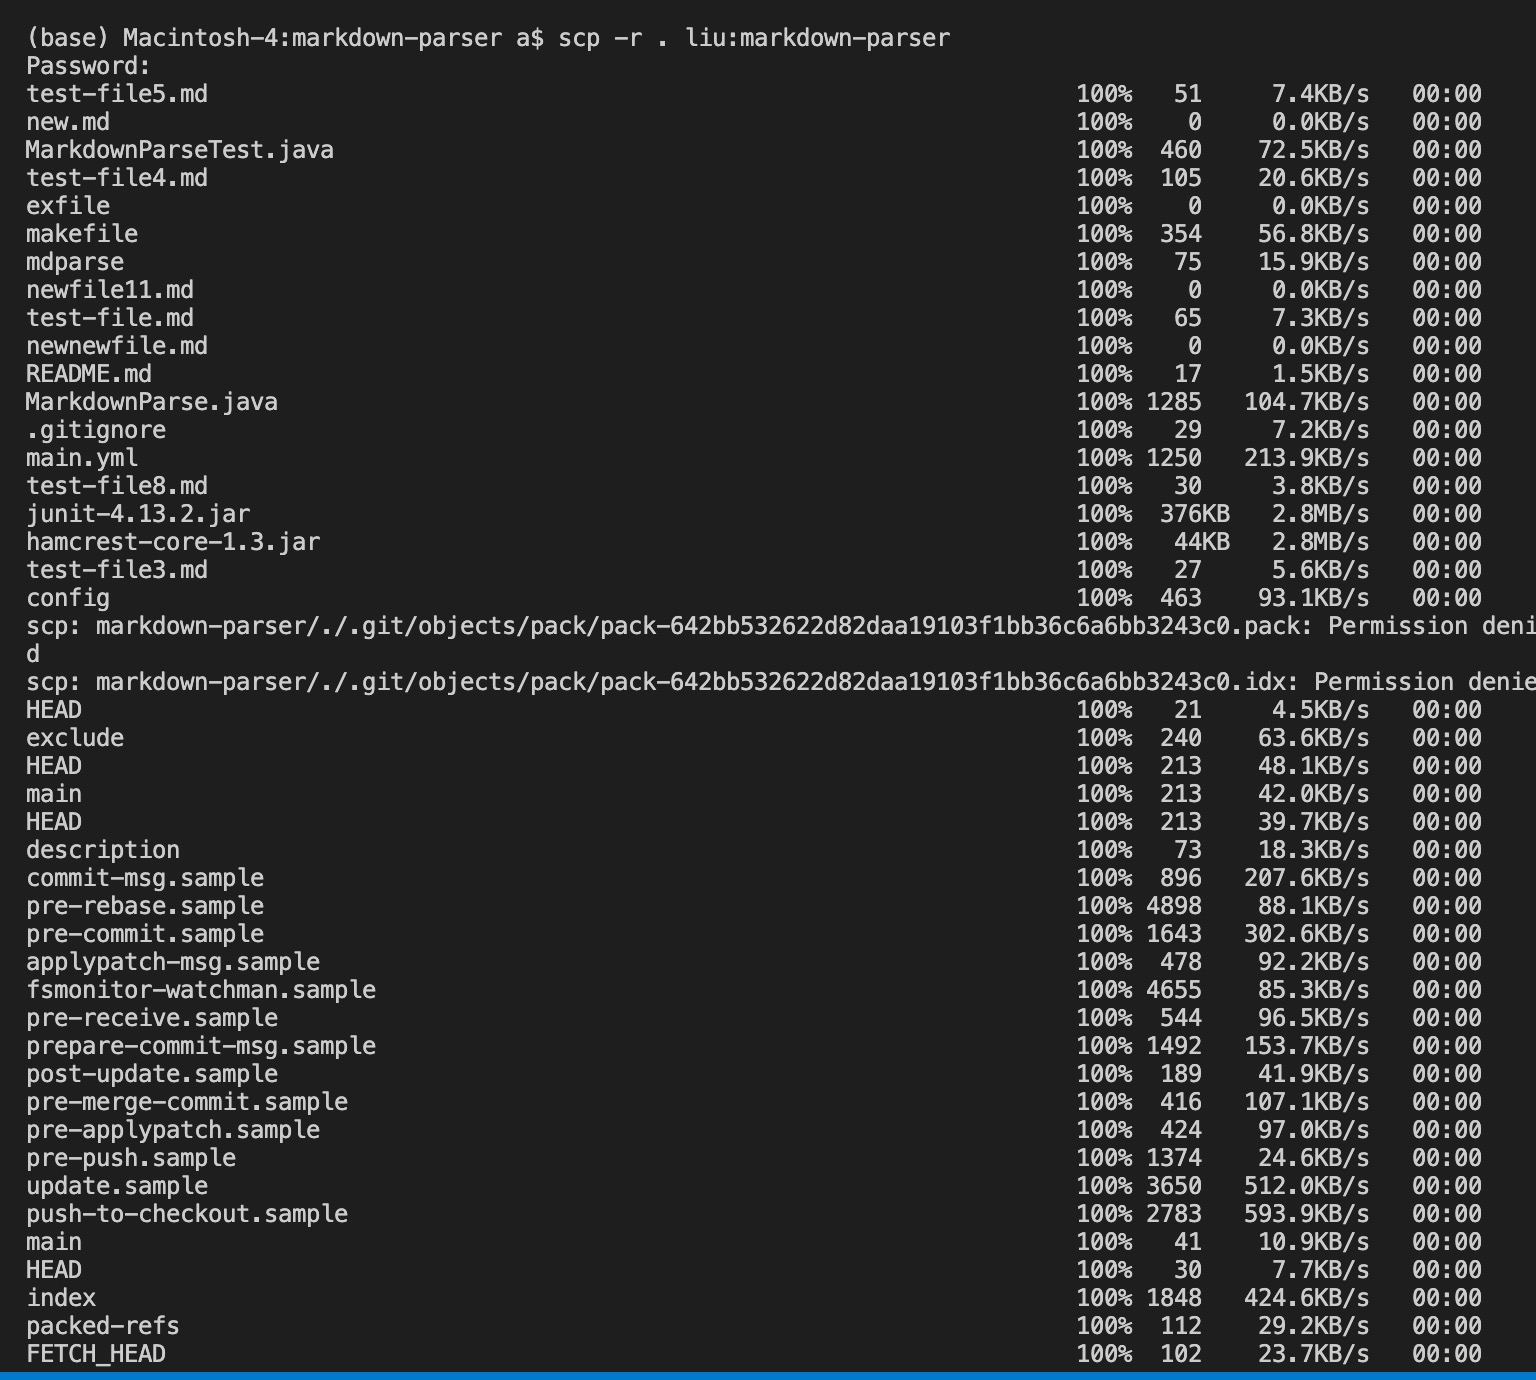 (base) Macintosh-4:markdown-parser a$ scp -r . liu:markdown-parser
Password:
test-file5.md 100% 51 7.4KB/s 00:00
new.md 100% 0 0.0KB/s 00:00
MarkdownParseTest.java 100% 460 72.5KB/s 00:00
test-file4.md 100% 105 20.6KB/s 00:00
exfile 100% 0 0.0KB/s 00:00
makefile 100% 354 56.8KB/s 00:00
mdparse 100% 75 15.9KB/s 00:00
newfile11.md 100% 0 0.0KB/s 00:00
test-file.md 100% 65 7.3KB/s 00:00
newnewfile.md 100% 0 0.0KB/s 00:00
README.md 100% 17 1.5KB/s 00:00
MarkdownParse.java 100% 1285 104.7KB/s 00:00
.gitignore 100% 29 7.2KB/s 00:00
main.yml 100% 1250 213.9KB/s 00:00
test-file8.md 100% 30 3.8KB/s 00:00
junit-4.13.2.jar 100% 376KB 2.8MB/s 00:00
hamcrest-core-1.3.jar 100% 44KB 2.8MB/s 00:00
test-file3.md 100% 27 5.6KB/s 00:00
config 100% 463 93.1KB/s 00:00
scp: markdown-parser/./.git/objects/pack/pack-642bb532622d82daa19103f1bb36c6a6bb3243c0.pack: Permission deni
d
scp: markdown-parser/./.git/objects/pack/pack-642bb532622d82daa19103f1bb36c6a6bb3243c0.idx: Permission denie
HEAD 100% 21 4.5KB/s 00:00
exclude 100% 240 63.6KB/s 00:00
HEAD 100% 213 48.1KB/s 00:00
main 100% 213 42.0KB/s 00:00
HEAD 100% 213 39.7KB/s 00:00
description 100% 73 18.3KB/s 00:00
commit-msg.sample 100% 896 207.6KB/s 00:00
pre-rebase.sample 100% 4898 88.1KB/s 00:00
pre-commit.sample 100% 1643 302.6KB/s 00:00
applypatch-msg.sample 100% 478 92.2KB/s 00:00
fsmonitor-watchman.sample 100% 4655 85.3KB/s 00:00
pre-receive.sample 100% 544 96.5KB/s 00:00
prepare-commit-msg.sample 100% 1492 153.7KB/s 00:00
post-update.sample 100% 189 41.9KB/s 00:00
pre-merge-commit.sample 100% 416 107.1KB/s 00:00
pre-applypatch.sample 100% 424 97.0KB/s 00:00
pre-push.sample 100% 1374 24.6KB/s 00:00
update.sample 100% 3650 512.0KB/s 00:00
push-to-checkout.sample 100% 2783 593.9KB/s 00:00
main 100% 41 10.9KB/s 00:00
HEAD 100% 30 7.7KB/s 00:00
index 100% 1848 424.6KB/s 00:00
packed-refs 100% 112 29.2KB/s 00:00
FETCH_HEAD 100% 102 23.7KB/s 00:00